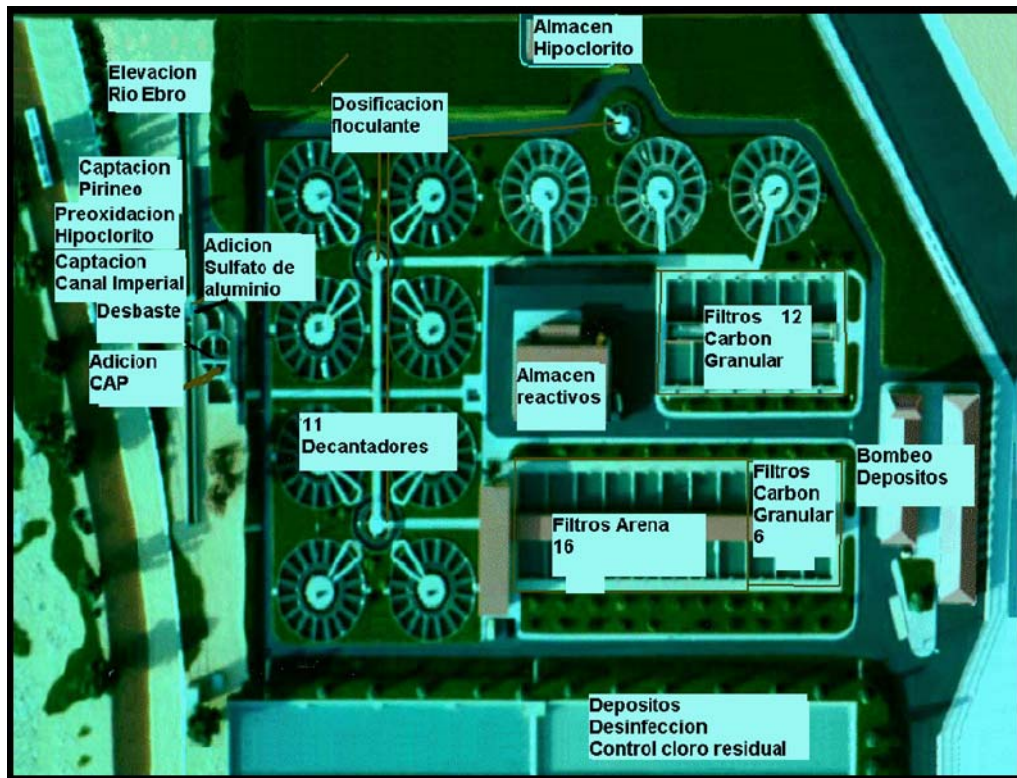 Almacen
Hipoclorito
Elevacion
Rio Ebro
Dosificacion
floculante
Captacion
Pirineo
Preoxidacion
Hipoclorito
Captacion
Canal Imperial
Adicion
Sulfato de
aluminio
Desbaste
Adicion
CAP
Filtros 12
Carbon
Granular
Almacen
reactivos
11
Decantadores
Bombeo
Depositos
Filtros Arena
16
Filtros
Carbon
Granular
6
Depositos
Desinfeccion
Control cloro residual